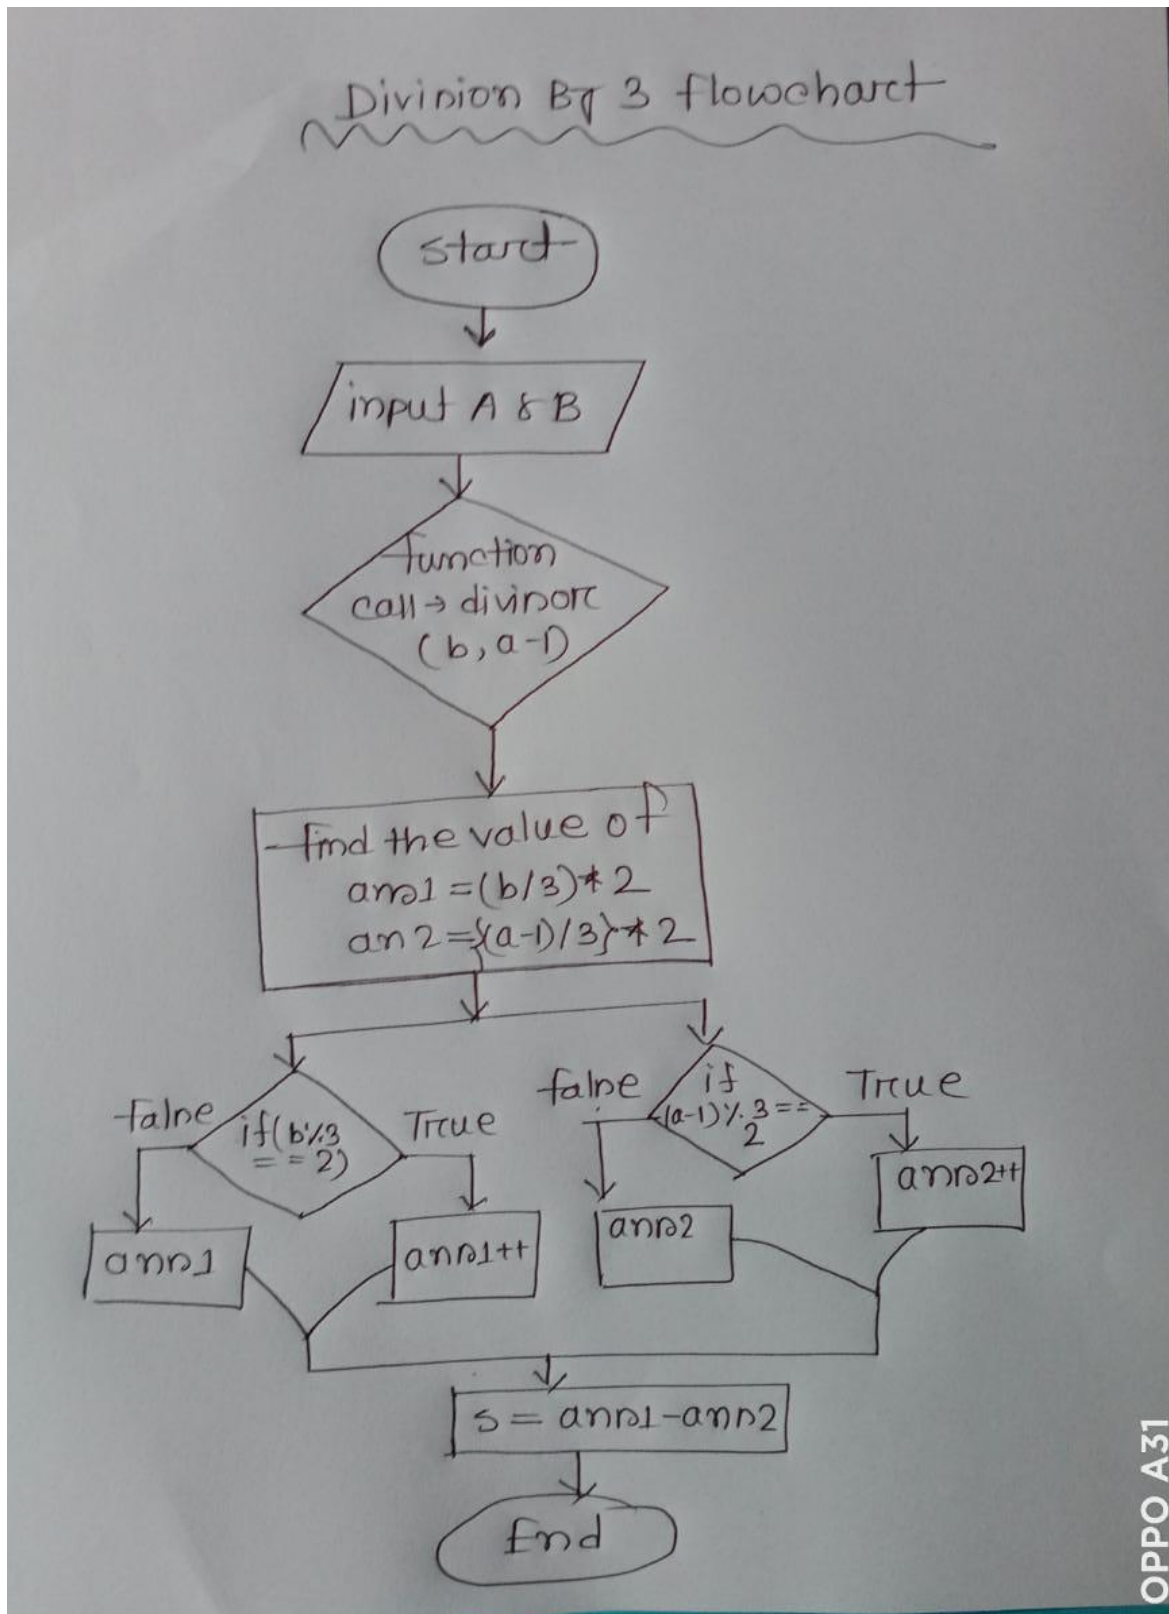 Division By 3 flowchart
start
input A & B
function
call → divisor
(b, a-1)
find the value of
ans1 = (b/3)*2
an2 = {(a-1)/3}*2
false
if(b%3
== 2)
True
false
if
(a-1)%3==
2
True
ans1
ans1++
ans2
ans2++
s = ans1-ans2
End
OPPO A31